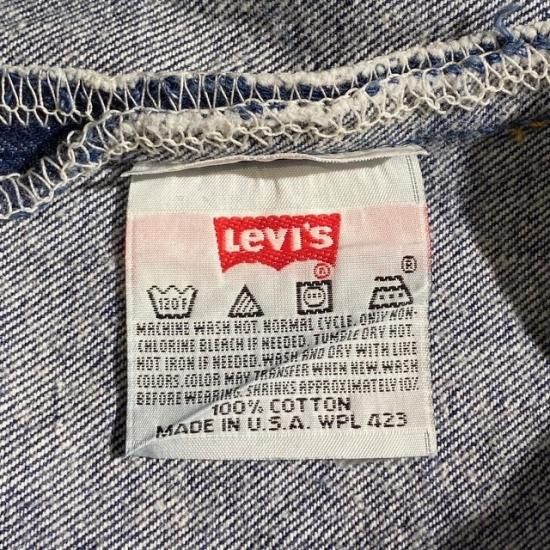 LEVI'S
®
®
120F
MACHINE WASH HOT. NORMAL CYCLE. ONLY NON-
CHLORINE BLEACH IF NEEDED. TUMBLE DRY HOT
HOT IRON IF NEEDED. WASH AND DRY WITH LIKE
COLORS. COLOR MAY TRANSFER WHEN NEW. WASH
BEFORE WEARING. SHRINKS APPROXIMATELY 10%.
100% COTTON
MADE IN U.S.A. WPL 423